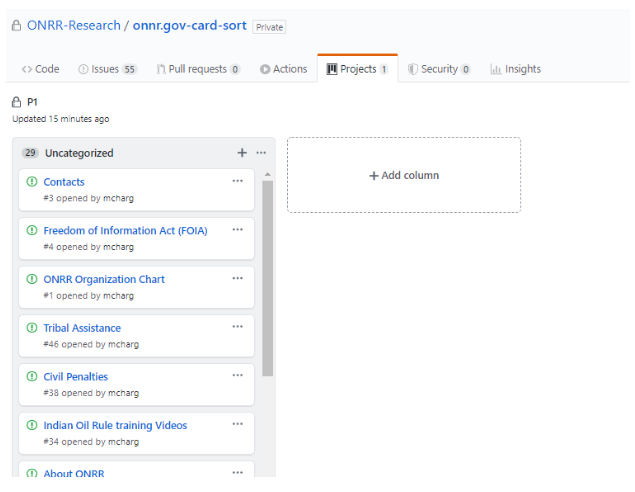 ONRR-Research / onnr.gov-card-sort Private
Code Issues 55 Pull requests 0 Actions Projects 1 Security 0 Insights
P1
Updated 15 minutes ago
29 Uncategorized + ...
+ Add column
Contacts ...
#3 opened by mcharg
Freedom of Information Act (FOIA) ...
#4 opened by mcharg
ONRR Organization Chart ...
#1 opened by mcharg
Tribal Assistance ...
#46 opened by mcharg
Civil Penalties ...
#38 opened by mcharg
Indian Oil Rule training Videos ...
#34 opened by mcharg
About ONRR ...